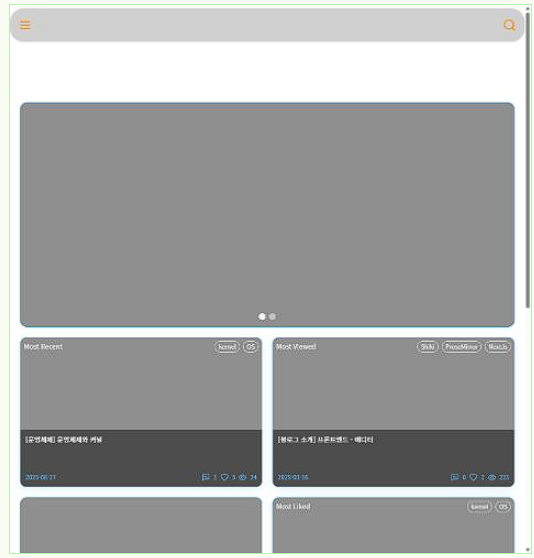 Most Recent
kernel
OS
Most Viewed
Shiki
ProseMirror
NextJs
[운영체제] 운영체제와 커널
[블로그 소개] 프론트엔드 - 에디터
2025-03-27
1 3 24
2025-03-16
0 2 223
Most Liked
kernel
OS